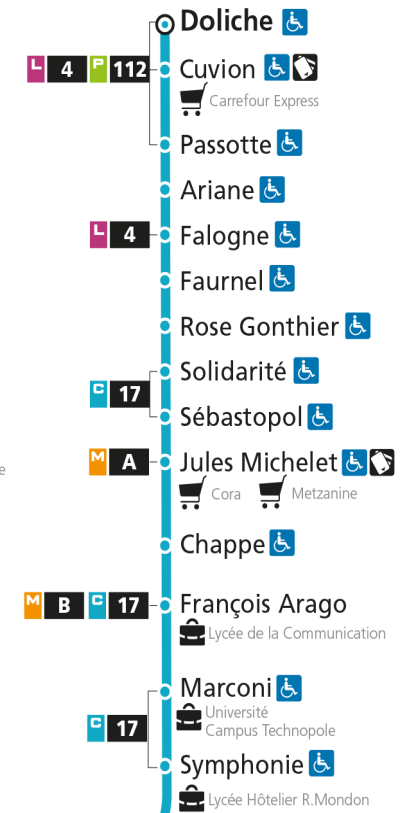 Doliche
L 4 P 112 Cuvion
Carrefour Express
Passotte
Ariane
L 4 Falogne
Faurnel
Rose Gonthier
Solidarité
C 17
Sébastopol
M A Jules Michelet
e
Cora Metzanine
Chappe
M B C 17 François Arago
Lycée de la Communication
Marconi
Université
Campus Technopole
C 17
Symphonie
Lycée Hôtelier R.Mondon